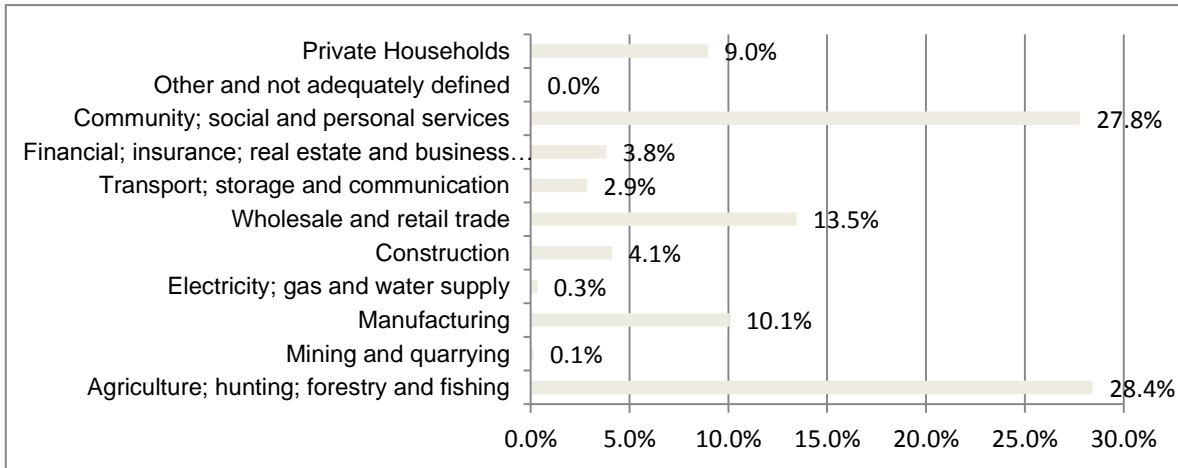 Private Households 9.0%
Other and not adequately defined 0.0%
Community; social and personal services 27.8%
Financial; insurance; real estate and business… 3.8%
Transport; storage and communication 2.9%
Wholesale and retail trade 13.5%
Construction 4.1%
Electricity; gas and water supply 0.3%
Manufacturing 10.1%
Mining and quarrying 0.1%
Agriculture; hunting; forestry and fishing 28.4%
0.0% 5.0% 10.0% 15.0% 20.0% 25.0% 30.0%